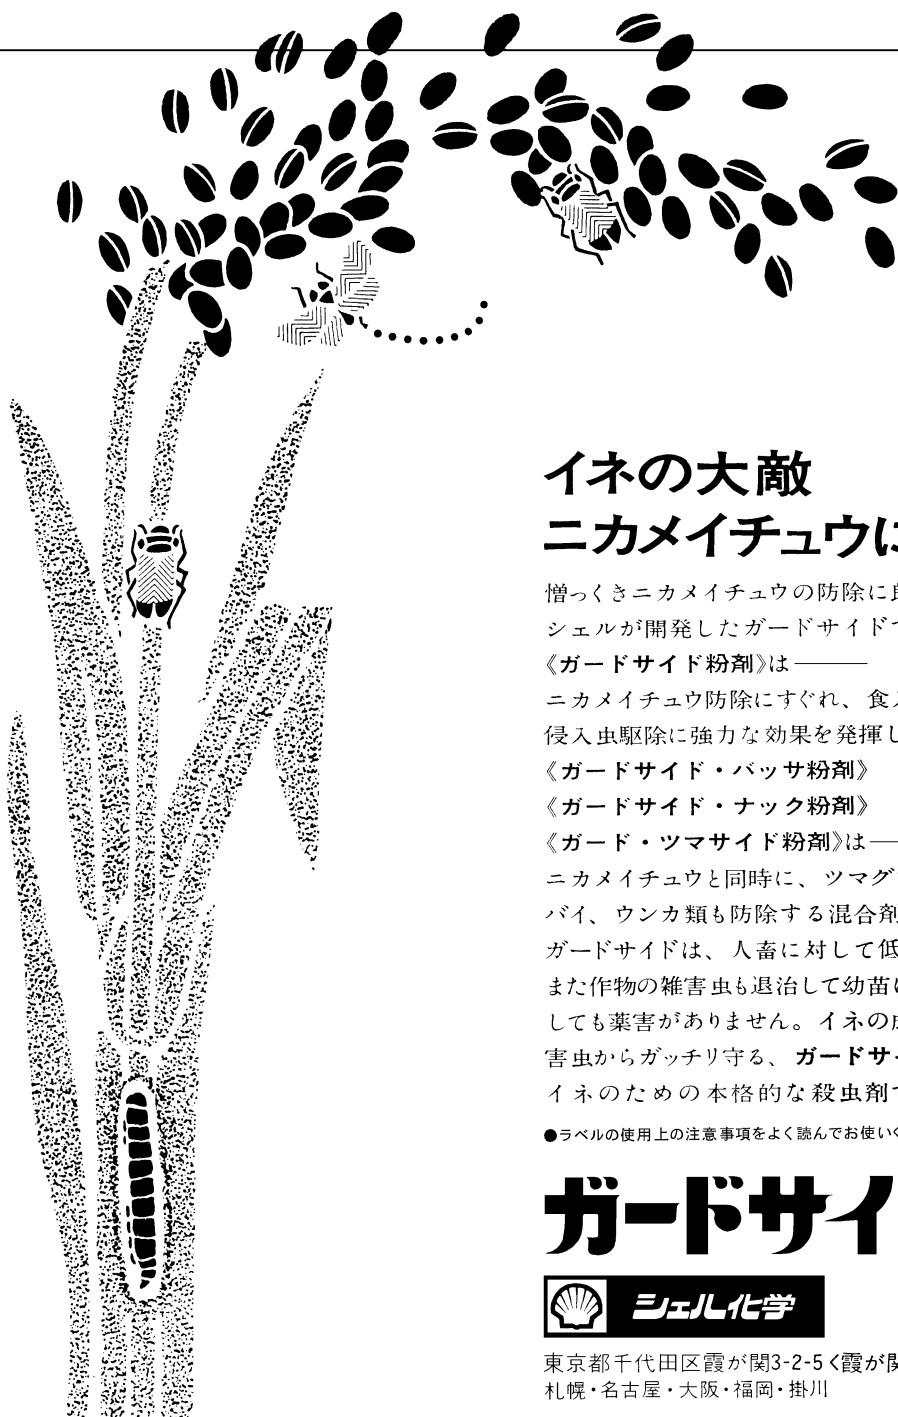 イネの大敵
ニカメイチュウに
憎っくきニカメイチュウの防除に
シェルが開発したガードサイド
《ガードサイド粉剤》は———
ニカメイチュウ防除にすぐれ、食
侵入虫駆除に強力な効果を発揮し
《ガードサイド・バッサ粉剤》
《ガードサイド・ナック粉剤》
《ガード・ツマサイド粉剤》は—
ニカメイチュウと同時に、ツマグ
バイ、ウンカ類も防除する混合剤
ガードサイドは、人畜に対して低
また作物の雑害虫も退治して幼苗に
しても薬害がありません。イネの
害虫からガッチリ守る、ガードサ
イネのための本格的な殺虫剤
●ラベルの使用上の注意事項をよく読んでお使い
ガードサイ
シェル化学
東京都千代田区霞が関3-2-5〈霞が関
札幌・名古屋・大阪・福岡・掛川